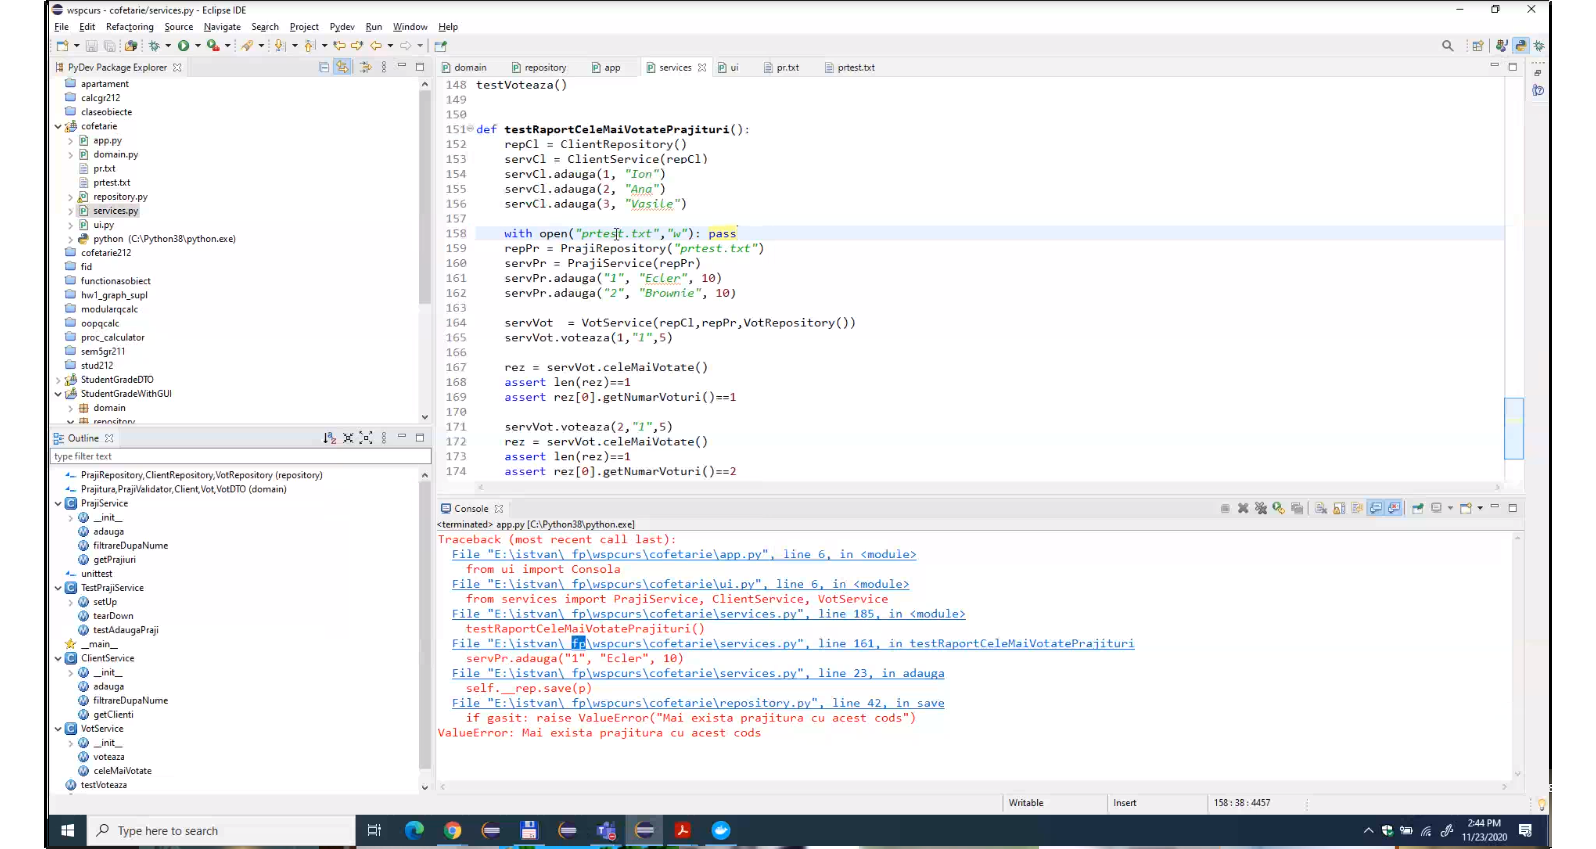 wspcurs - cofetarie/services.py - Eclipse IDE
File Edit Refactoring Source Navigate Search Project Pydev Run Window Help
PyDev Package Explorer
apartament
calcgr212
claseobiecte
cofetarie
app.py
domain.py
pr.txt
prtest.txt
repository.py
services.py
ui.py
python (C:\Python38\python.exe)
cofetarie212
fid
functionasobiect
hw1_graph_supl
modularqcalc
oopqcalc
proc_calculator
sem5gr211
stud212
StudentGradeDTO
StudentGradeWithGUI
domain
repository
Outline
type filter text
PrajiRepository,ClientRepository,VotRepository (repository)
Prajitura,PrajiValidator,Client,Vot,VotDTO (domain)
PrajiService
__init__
adauga
filtrareDupaNume
getPrajiuri
unittest
TestPrajiService
setUp
tearDown
testAdaugaPraji
__main__
ClientService
__init__
adauga
filtrareDupaNume
getClienti
VotService
__init__
voteaza
celeMaiVotate
testVoteaza
domain repository app services ui pr.txt prtest.txt
148 testVoteaza()
149
150
151 def testRaportCeleMaiVotatePrajituri():
152 repCl = ClientRepository()
153 servCl = ClientService(repCl)
154 servCl.adauga(1, "Ion")
155 servCl.adauga(2, "Ana")
156 servCl.adauga(3, "Vasile")
157
158 with open("prtest.txt","w"): pass
159 repPr = PrajiRepository("prtest.txt")
160 servPr = PrajiService(repPr)
161 servPr.adauga("1", "Ecler", 10)
162 servPr.adauga("2", "Brownie", 10)
163
164 servVot = VotService(repCl,repPr,VotRepository())
165 servVot.voteaza(1,"1",5)
166
167 rez = servVot.celeMaiVotate()
168 assert len(rez)==1
169 assert rez[0].getNumarVoturi()==1
170
171 servVot.voteaza(2,"1",5)
172 rez = servVot.celeMaiVotate()
173 assert len(rez)==1
174 assert rez[0].getNumarVoturi()==2
Console
<terminated> app.py [C:\Python38\python.exe]
Traceback (most recent call last):
File "E:\istvan\_fp\wspcurs\cofetarie\app.py", line 6, in <module>
from ui import Consola
File "E:\istvan\_fp\wspcurs\cofetarie\ui.py", line 6, in <module>
from services import PrajiService, ClientService, VotService
File "E:\istvan\_fp\wspcurs\cofetarie\services.py", line 185, in <module>
testRaportCeleMaiVotatePrajituri()
File "E:\istvan\_fp\wspcurs\cofetarie\services.py", line 161, in testRaportCeleMaiVotatePrajituri
servPr.adauga("1", "Ecler", 10)
File "E:\istvan\_fp\wspcurs\cofetarie\services.py", line 23, in adauga
self.__rep.save(p)
File "E:\istvan\_fp\wspcurs\cofetarie\repository.py", line 42, in save
if gasit: raise ValueError("Mai exista prajitura cu acest cods")
ValueError: Mai exista prajitura cu acest cods
Writable Insert 158 : 38 : 4457
Type here to search
2:44 PM
11/23/2020